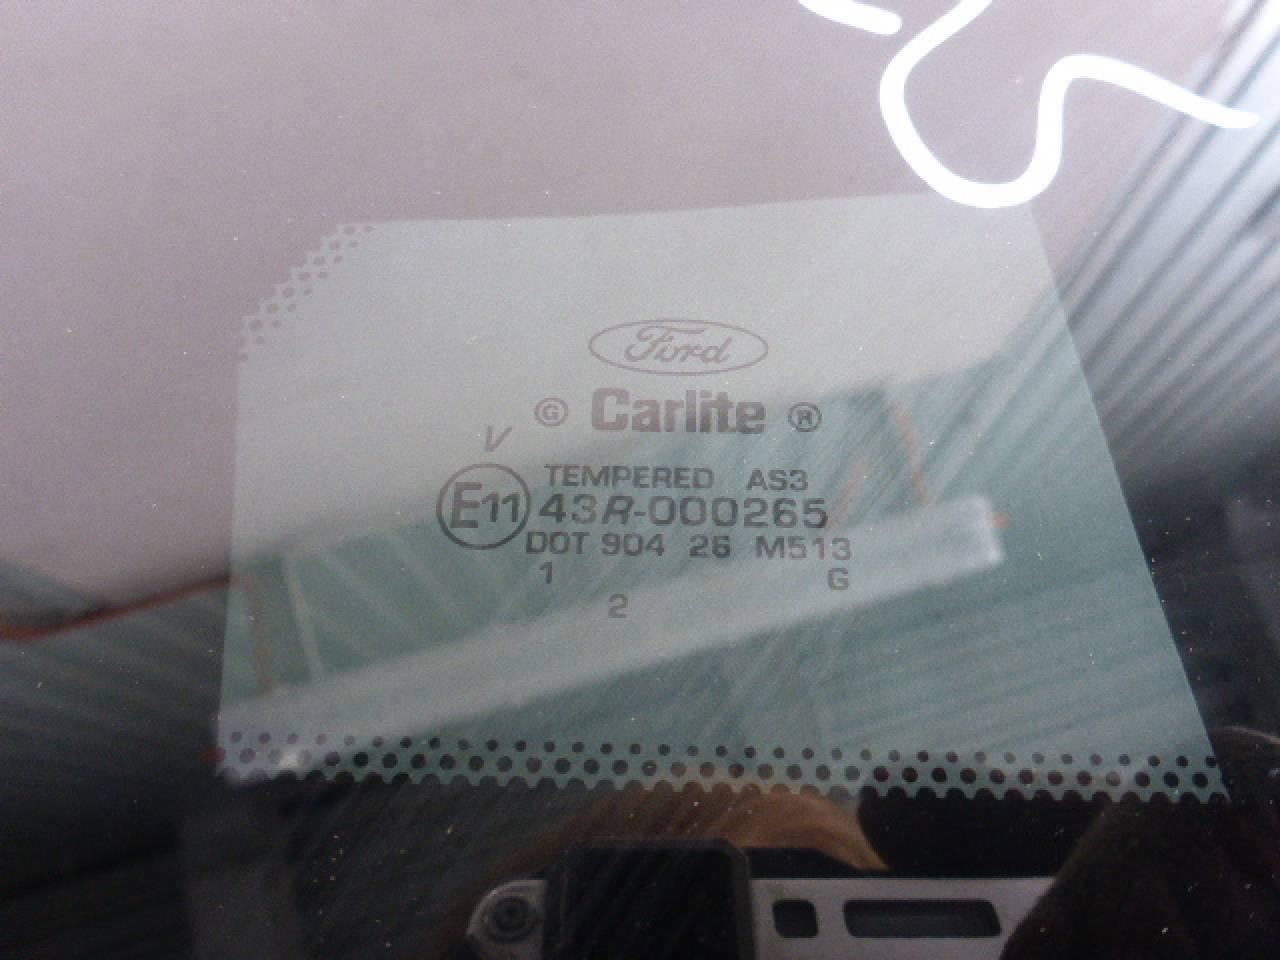 Ford
G Carlite ®
V
TEMPERED AS3
E11 43R-000265
DOT 904 26 M513
1 G
2